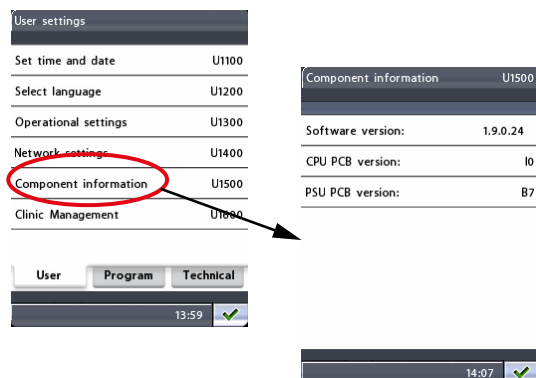 User settings
Set time and date U1100
Select language U1200
Operational settings U1300
Network settings U1400
Component information U1500
Clinic Management U1600
User Program Technical
13:59
Component information U1500
Software version: 1.9.0.24
CPU PCB version: I0
PSU PCB version: B7
14:07